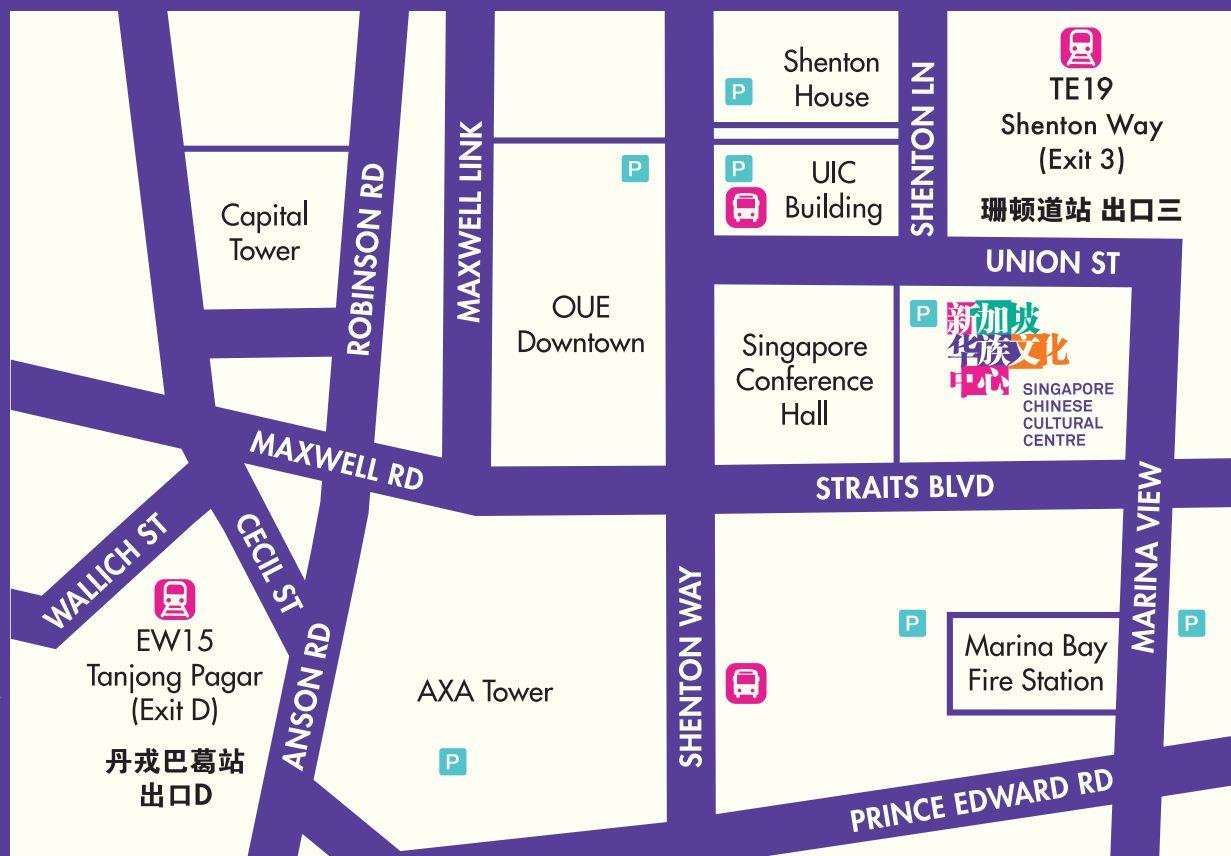 Shenton
House
P
SHENTON LN
TE19
Shenton Way
(Exit 3)
珊顿道站 出口三
MAXWELL LINK
P
P
UIC
Building
ROBINSON RD
Capital
Tower
UNION ST
OUE
Downtown
P
新加坡
华族文化
中心
SINGAPORE
CHINESE
CULTURAL
CENTRE
Singapore
Conference
Hall
MAXWELL RD
STRAITS BLVD
WALLICH ST
CECIL ST
MARINA VIEW
EW15
Tanjong Pagar
(Exit D)
丹戎巴葛站
出口D
ANSON RD
AXA Tower
P
SHENTON WAY
P
P
Marina Bay
Fire Station
PRINCE EDWARD RD